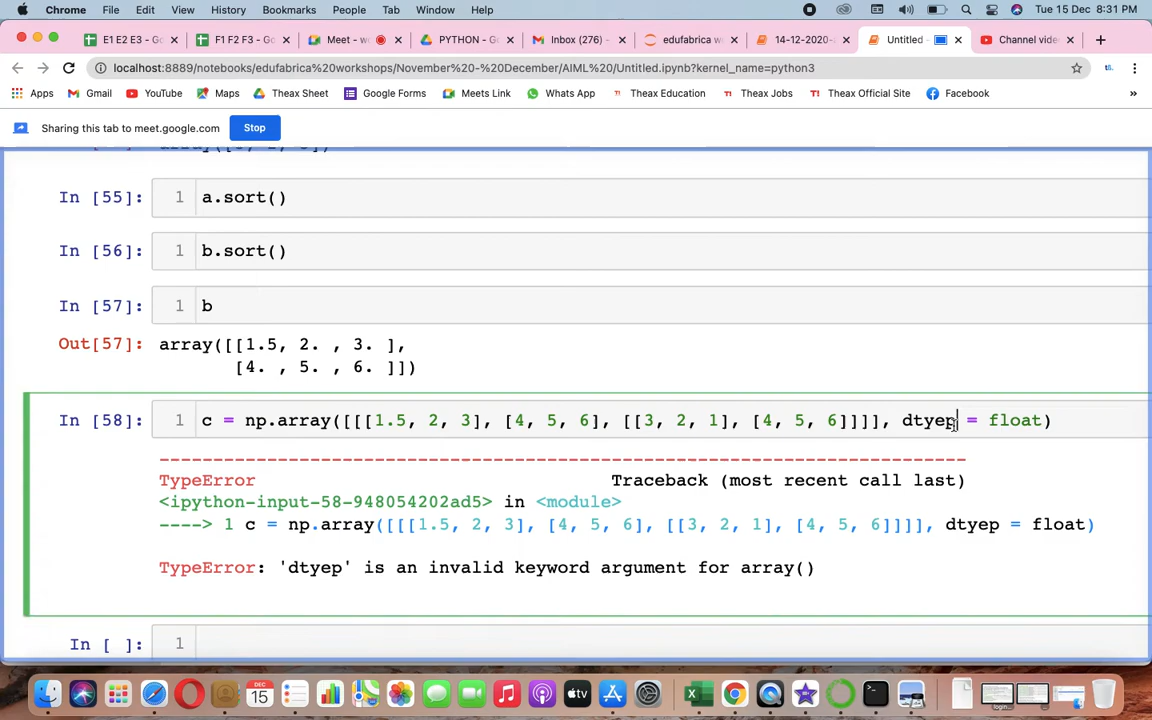 Chrome File Edit View History Bookmarks People Tab Window Help Tue 15 Dec 8:31 PM
E1 E2 E3 - Go F1 F2 F3 - Go Meet - w PYTHON - G Inbox (276) - edufabrica w 14-12-2020- Untitled Channel vide
localhost:8889/notebooks/edufabrica%20workshops/November%20-%20December/AIML%20/Untitled.ipynb?kernel_name=python3
Apps Gmail YouTube Maps Theax Sheet Google Forms Meets Link Whats App Theax Education Theax Jobs Theax Official Site Facebook »
Sharing this tab to meet.google.com Stop
In [55]: 1 a.sort()
In [56]: 1 b.sort()
In [57]: 1 b
Out[57]: array([[1.5, 2. , 3. ],
[4. , 5. , 6. ]])
In [58]: 1 c = np.array([[[1.5, 2, 3], [4, 5, 6], [[3, 2, 1], [4, 5, 6]]]], dtyep = float)
---------------------------------------------------------------------------
TypeError Traceback (most recent call last)
<ipython-input-58-948054202ad5> in <module>
----> 1 c = np.array([[[1.5, 2, 3], [4, 5, 6], [[3, 2, 1], [4, 5, 6]]]], dtyep = float)
TypeError: 'dtyep' is an invalid keyword argument for array()
In [ ]: 1
DEC
15
tv